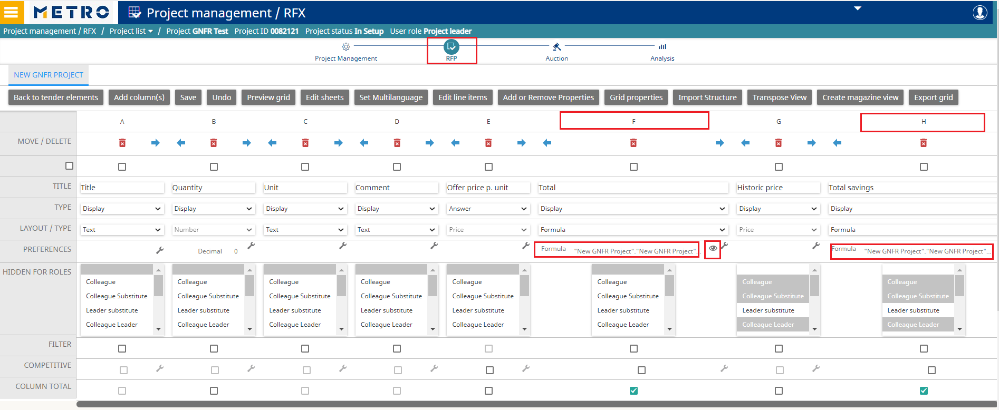 METRO Project management / RFX
Project management / RFX / Project list / Project GNFR Test Project ID 0082121 Project status In Setup User role Project leader
Project Management RFP Auction Analysis
NEW GNFR PROJECT
Back to tender elements Add column(s) Save Undo Preview grid Edit sheets Set Multilanguage Edit line items Add or Remove Properties Grid properties Import Structure Transpose View Create magazine view Export grid
A B C D E F G H
MOVE / DELETE
TITLE Title Quantity Unit Comment Offer price p. unit Total Historic price Total savings
TYPE Display Display Display Display Answer Display Display Display
LAYOUT / TYPE Text Number Text Text Price Formula Price Formula
PREFERENCES Decimal 0 Formula "New GNFR Project"."New GNFR Project"... Formula "New GNFR Project"."New GNFR Project"...
HIDDEN FOR ROLES
Colleague Colleague Colleague Colleague Colleague Colleague Colleague Colleague
Colleague Substitute Colleague Substitute Colleague Substitute Colleague Substitute Colleague Substitute Colleague Substitute Colleague Substitute Colleague Substitute
Leader substitute Leader substitute Leader substitute Leader substitute Leader substitute Leader substitute Leader substitute Leader substitute
Colleague Leader Colleague Leader Colleague Leader Colleague Leader Colleague Leader Colleague Leader Colleague Leader Colleague Leader
FILTER
COMPETITIVE
COLUMN TOTAL